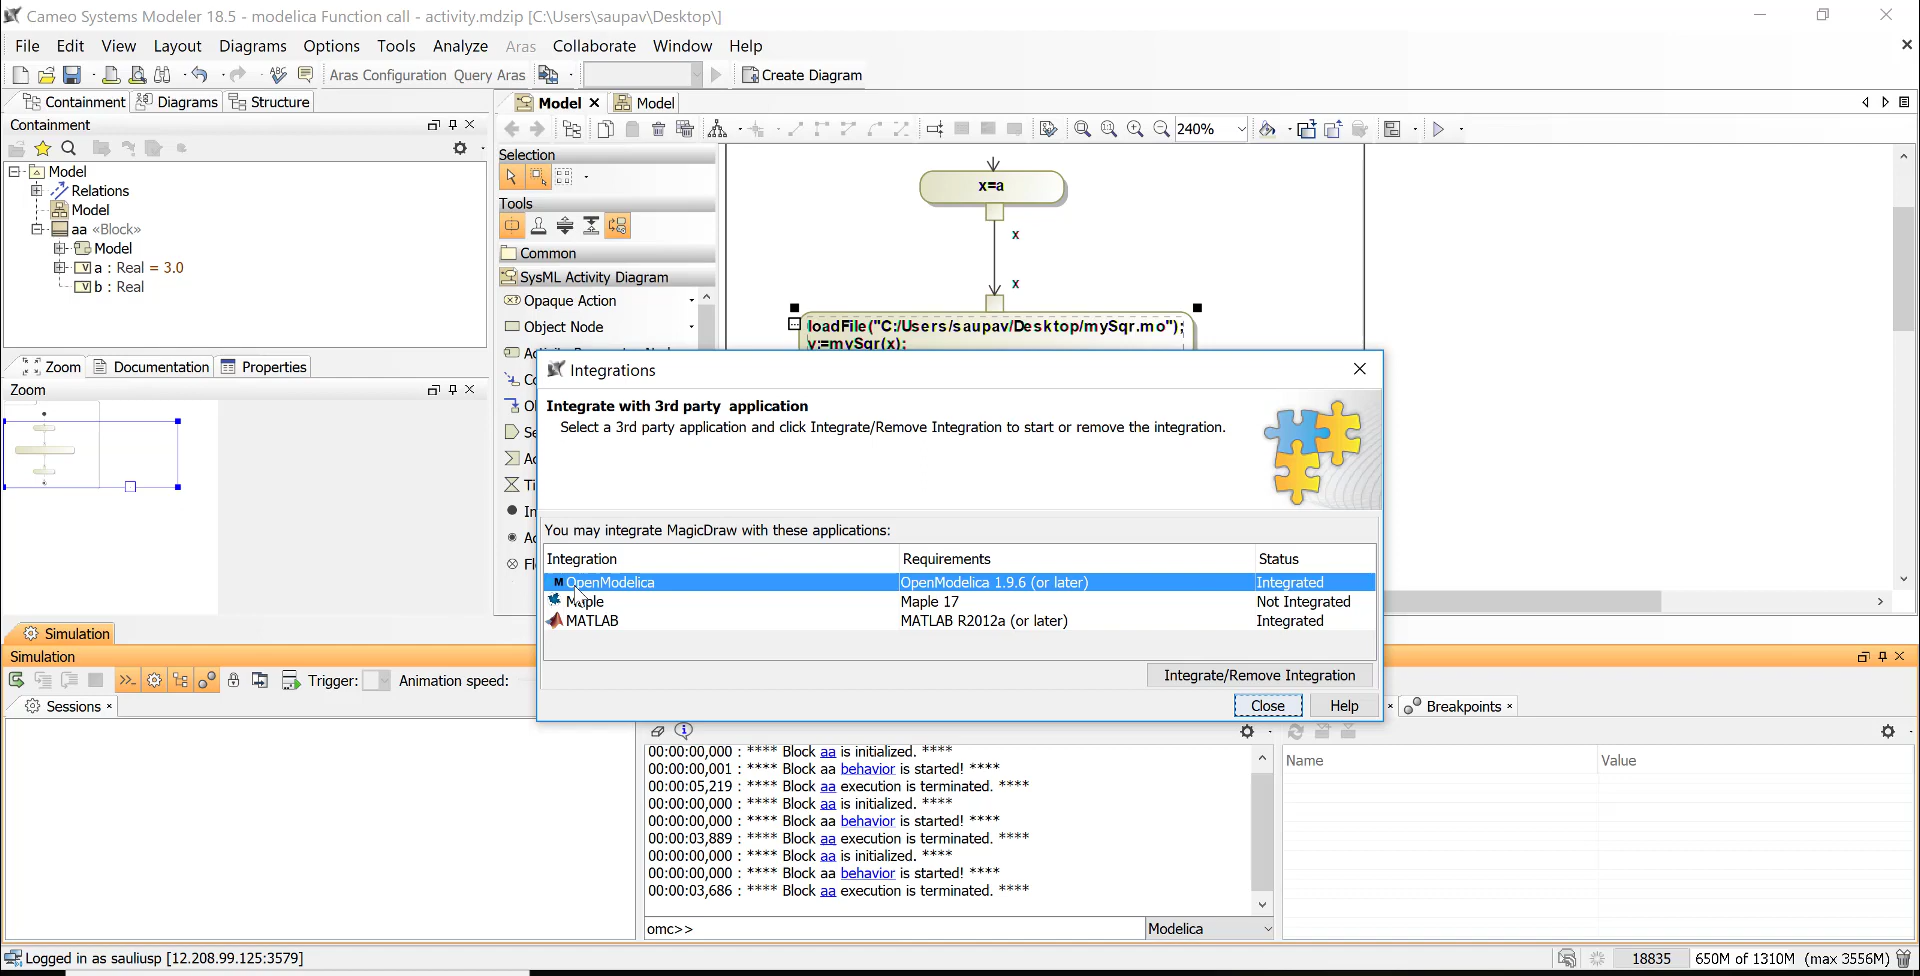 Cameo Systems Modeler 18.5 - modelica Function call - activity.mdzip [C:\Users\saupav\Desktop\]
File Edit View Layout Diagrams Options Tools Analyze Aras Collaborate Window Help
Aras Configuration Query Aras Create Diagram
Containment Diagrams Structure
Containment
Model
Relations
Model
aa «Block»
Model
a : Real = 3.0
b : Real
Zoom Documentation Properties
Zoom
Model Model
240%
Selection
Tools
Common
SysML Activity Diagram
Opaque Action
Object Node
x=a
x
x
loadFile("C:/Users/saupav/Desktop/mySqr.mo");
y:=mySqr(x);
Integrations
Integrate with 3rd party application
Select a 3rd party application and click Integrate/Remove Integration to start or remove the integration.
You may integrate MagicDraw with these applications:
Integration Requirements Status
OpenModelica OpenModelica 1.9.6 (or later) Integrated
Maple Maple 17 Not Integrated
MATLAB MATLAB R2012a (or later) Integrated
Integrate/Remove Integration
Close Help
Simulation
Simulation
Trigger: Animation speed:
Sessions
Breakpoints
Name Value
00:00:00,000 : **** Block aa is initialized. ****
00:00:00,001 : **** Block aa behavior is started! ****
00:00:05,219 : **** Block aa execution is terminated. ****
00:00:00,000 : **** Block aa is initialized. ****
00:00:00,000 : **** Block aa behavior is started! ****
00:00:03,889 : **** Block aa execution is terminated. ****
00:00:00,000 : **** Block aa is initialized. ****
00:00:00,000 : **** Block aa behavior is started! ****
00:00:03,686 : **** Block aa execution is terminated. ****
omc>> Modelica
Logged in as sauliusp [12.208.99.125:3579] 18835 650M of 1310M (max 3556M)